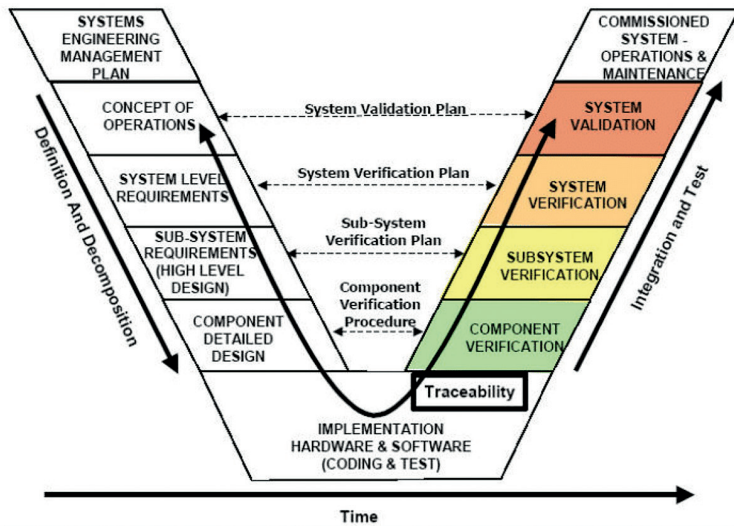 SYSTEMS
ENGINEERING
MANAGEMENT
PLAN
COMMISSIONED
SYSTEM -
OPERATIONS &
MAINTENANCE
CONCEPT OF
OPERATIONS
System Validation Plan
SYSTEM
VALIDATION
SYSTEM LEVEL
REQUIREMENTS
System Verification Plan
SYSTEM
VERIFICATION
SUB-SYSTEM
REQUIREMENTS
(HIGH LEVEL
DESIGN)
Sub-System
Verification Plan
SUBSYSTEM
VERIFICATION
COMPONENT
DETAILED
DESIGN
Component
Verification
Procedure
COMPONENT
VERIFICATION
Definition And Decomposition
Integration and Test
Traceability
IMPLEMENTATION
HARDWARE & SOFTWARE
(CODING & TEST)
Time